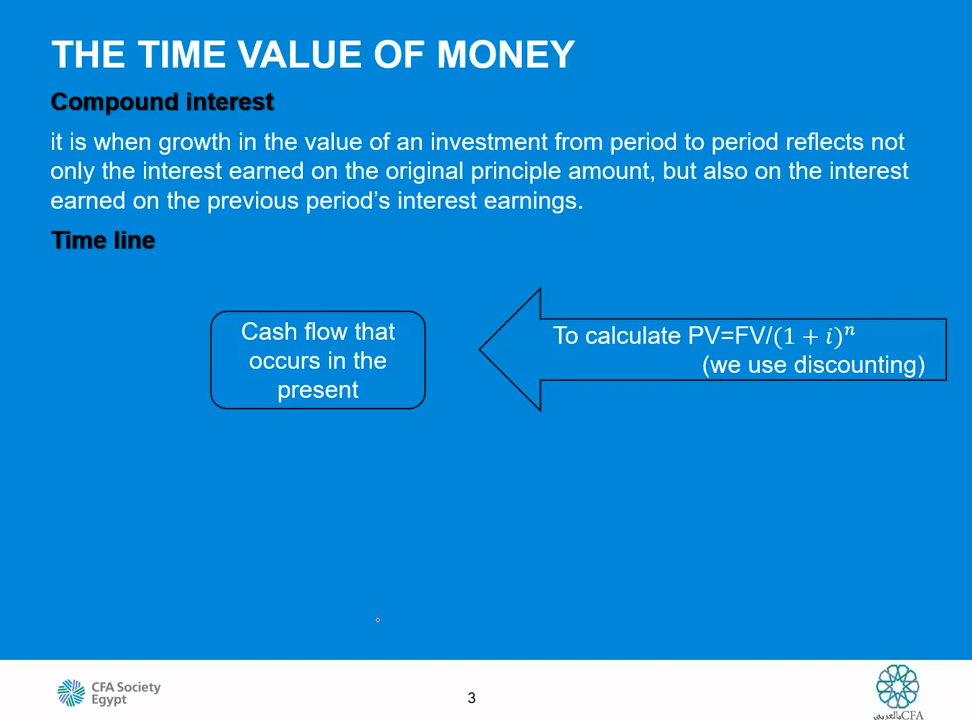 THE TIME VALUE OF MONEY
Compound interest
it is when growth in the value of an investment from period to period reflects not
only the interest earned on the original principle amount, but also on the interest
earned on the previous period’s interest earnings.
Time line
Cash flow that
occurs in the
present
To calculate PV=FV/(1 + 𝑖)ⁿ
(we use discounting)
CFA Society
Egypt
3
CFAبالعربي